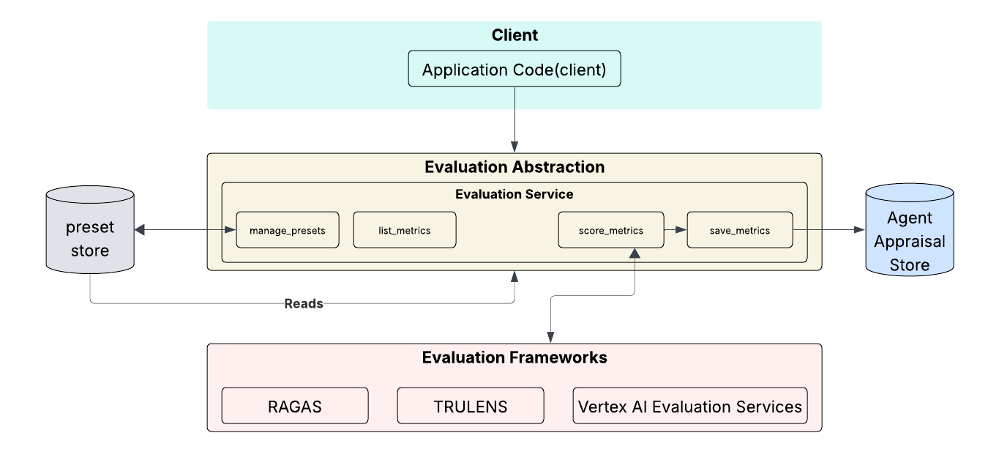 Client
Application Code(client)
Evaluation Abstraction
Evaluation Service
preset
store
manage_presets
list_metrics
score_metrics
save_metrics
Agent
Appraisal
Store
Reads
Evaluation Frameworks
RAGAS
TRULENS
Vertex AI Evaluation Services